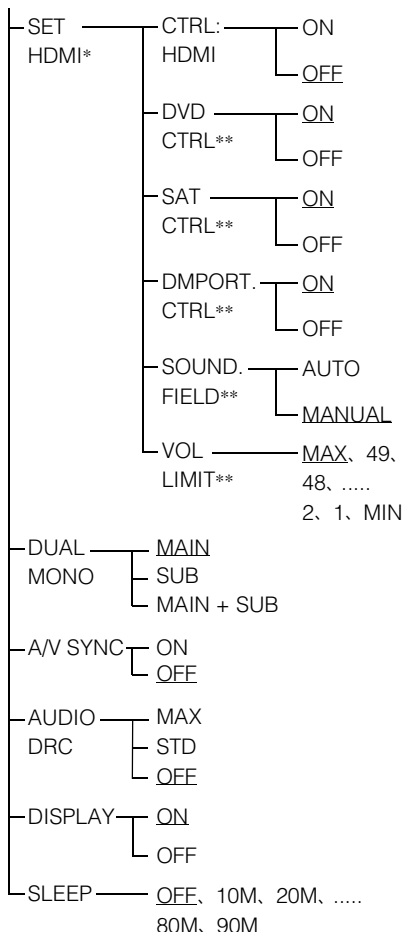 SET HDMI*
CTRL: HDMI
ON
OFF
DVD CTRL**
ON
OFF
SAT CTRL**
ON
OFF
DMPORT. CTRL**
ON
OFF
SOUND. FIELD**
AUTO
MANUAL
VOL LIMIT**
MAX、49、
48、.....
2、1、MIN
DUAL MONO
MAIN
SUB
MAIN + SUB
A/V SYNC
ON
OFF
AUDIO DRC
MAX
STD
OFF
DISPLAY
ON
OFF
SLEEP
OFF、10M、20M、.....
80M、90M